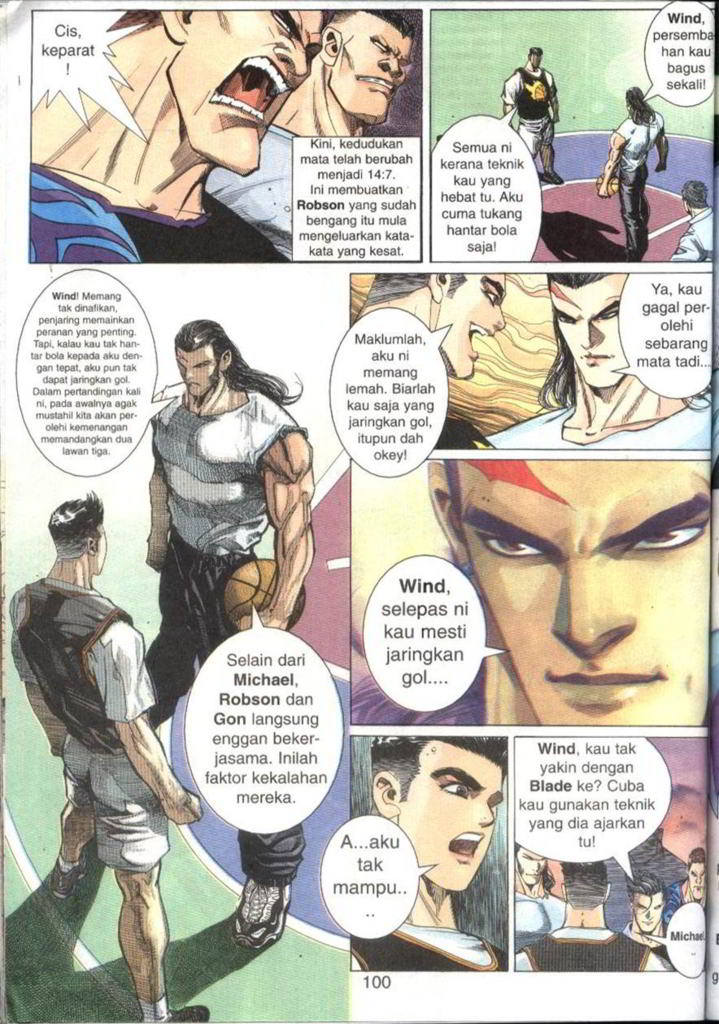 Cis,
keparat
!
Kini, kedudukan
mata telah berubah
menjadi 14:7.
Ini membuatkan
Robson yang sudah
bengang itu mula
mengeluarkan kata-
kata yang kesat.
Wind,
persemba
han kau
bagus
sekali!
Semua ni
kerana teknik
kau yang
hebat tu. Aku
cuma tukang
hantar bola
saja!
Wind! Memang
tak dinafikan,
penjaring memainkan
peranan yang penting.
Tapi, kalau kau tak han-
tar bola kepada aku den-
gan tepat, aku pun tak
dapat jaringkan gol.
Dalam pertandingan kali
ni, pada awalnya agak
mustahil kita akan per-
olehi kemenangan
memandangkan dua
lawan tiga.
Selain dari
Michael,
Robson dan
Gon langsung
enggan beker-
jasama. Inilah
faktor kekalahan
mereka.
Maklumlah,
aku ni
memang
lemah. Biarlah
kau saja yang
jaringkan gol,
itupun dah
okey!
Ya, kau
gagal per-
olehi
sebarang
mata tadi...
Wind,
selepas ni
kau mesti
jaringkan
gol....
A...aku
tak
mampu..
..
Wind, kau tak
yakin dengan
Blade ke? Cuba
kau gunakan teknik
yang dia ajarkan
tu!
Michael
100